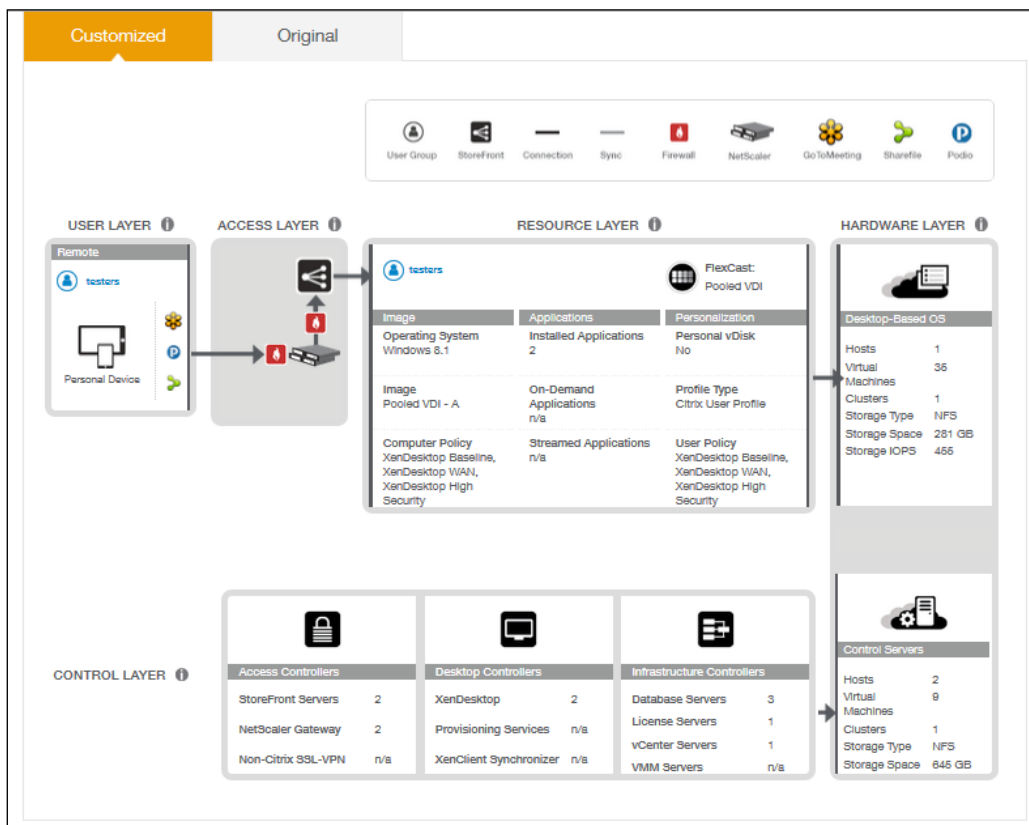 Customized
Original
User Group
StoreFront
Connection
Sync
Firewall
NetScaler
GoToMeeting
Sharefile
Podio
USER LAYER
ACCESS LAYER
RESOURCE LAYER
HARDWARE LAYER
Remote
testers
Personal Device
testers
FlexCast:
Pooled VDI
Image
Operating System
Windows 8.1
Image
Pooled VDI - A
Computer Policy
XenDesktop Baseline,
XenDesktop WAN,
XenDesktop High
Security
Applications
Installed Applications
2
On-Demand
Applications
n/a
Streamed Applications
n/a
Personalization
Personal vDisk
No
Profile Type
Citrix User Profile
User Policy
XenDesktop Baseline,
XenDesktop WAN,
XenDesktop High
Security
Desktop-Based OS
Hosts 1
Virtual 35
Machines
Clusters 1
Storage Type NFS
Storage Space 281 GB
Storage IOPS 455
CONTROL LAYER
Access Controllers
StoreFront Servers 2
NetScaler Gateway 2
Non-Citrix SSL-VPN n/a
Desktop Controllers
XenDesktop 2
Provisioning Services n/a
XenClient Synchronizer n/a
Infrastructure Controllers
Database Servers 3
License Servers 1
vCenter Servers 1
VMM Servers n/a
Control Servers
Hosts 2
Virtual 9
Machines
Clusters 1
Storage Type NFS
Storage Space 645 GB